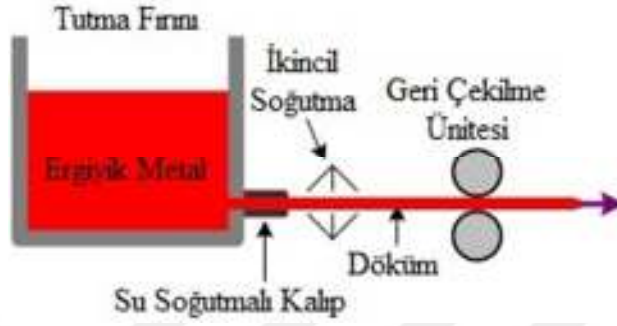 Tutma Fırını
İkincil
Soğutma
Geri Çekilme
Ünitesi
Ergiyik Metal
Döküm
Su Soğutmalı Kalıp